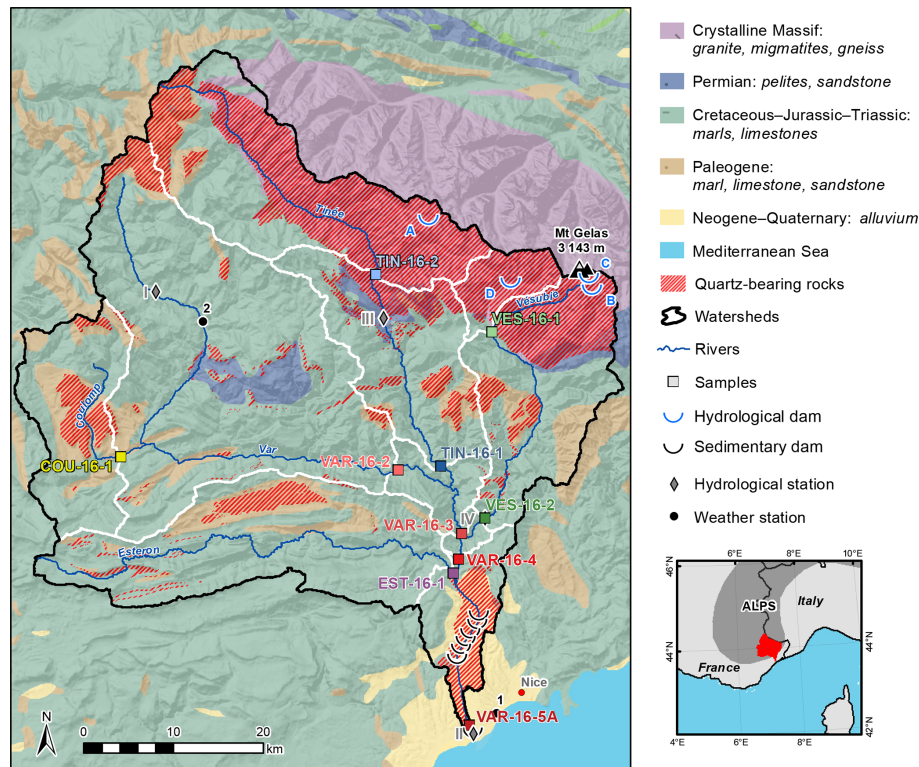 Tinée
A
Mt Gelas
3 143 m
C
TIN-16-2
D
B
Vésubie
I
2
III
VES-16-1
Coulomp
COU-16-1
Var
VAR-16-2
TIN-16-1
VAR-16-3
IV
VES-16-2
Esteron
VAR-16-4
EST-16-1
Nice
1
VAR-16-5A
II
N
0 10 20
km
Crystalline Massif:
granite, migmatites, gneiss
Permian: pelites, sandstone
Cretaceous–Jurassic–Triassic:
marls, limestones
Paleogene:
marl, limestone, sandstone
Neogene–Quaternary: alluvium
Mediterranean Sea
Quartz-bearing rocks
Watersheds
Rivers
Samples
Hydrological dam
Sedimentary dam
Hydrological station
Weather station
6°E 8°E 10°E
46°N
ALPS
Italy
44°N
44°N
France
42°N
4°E 6°E 8°E